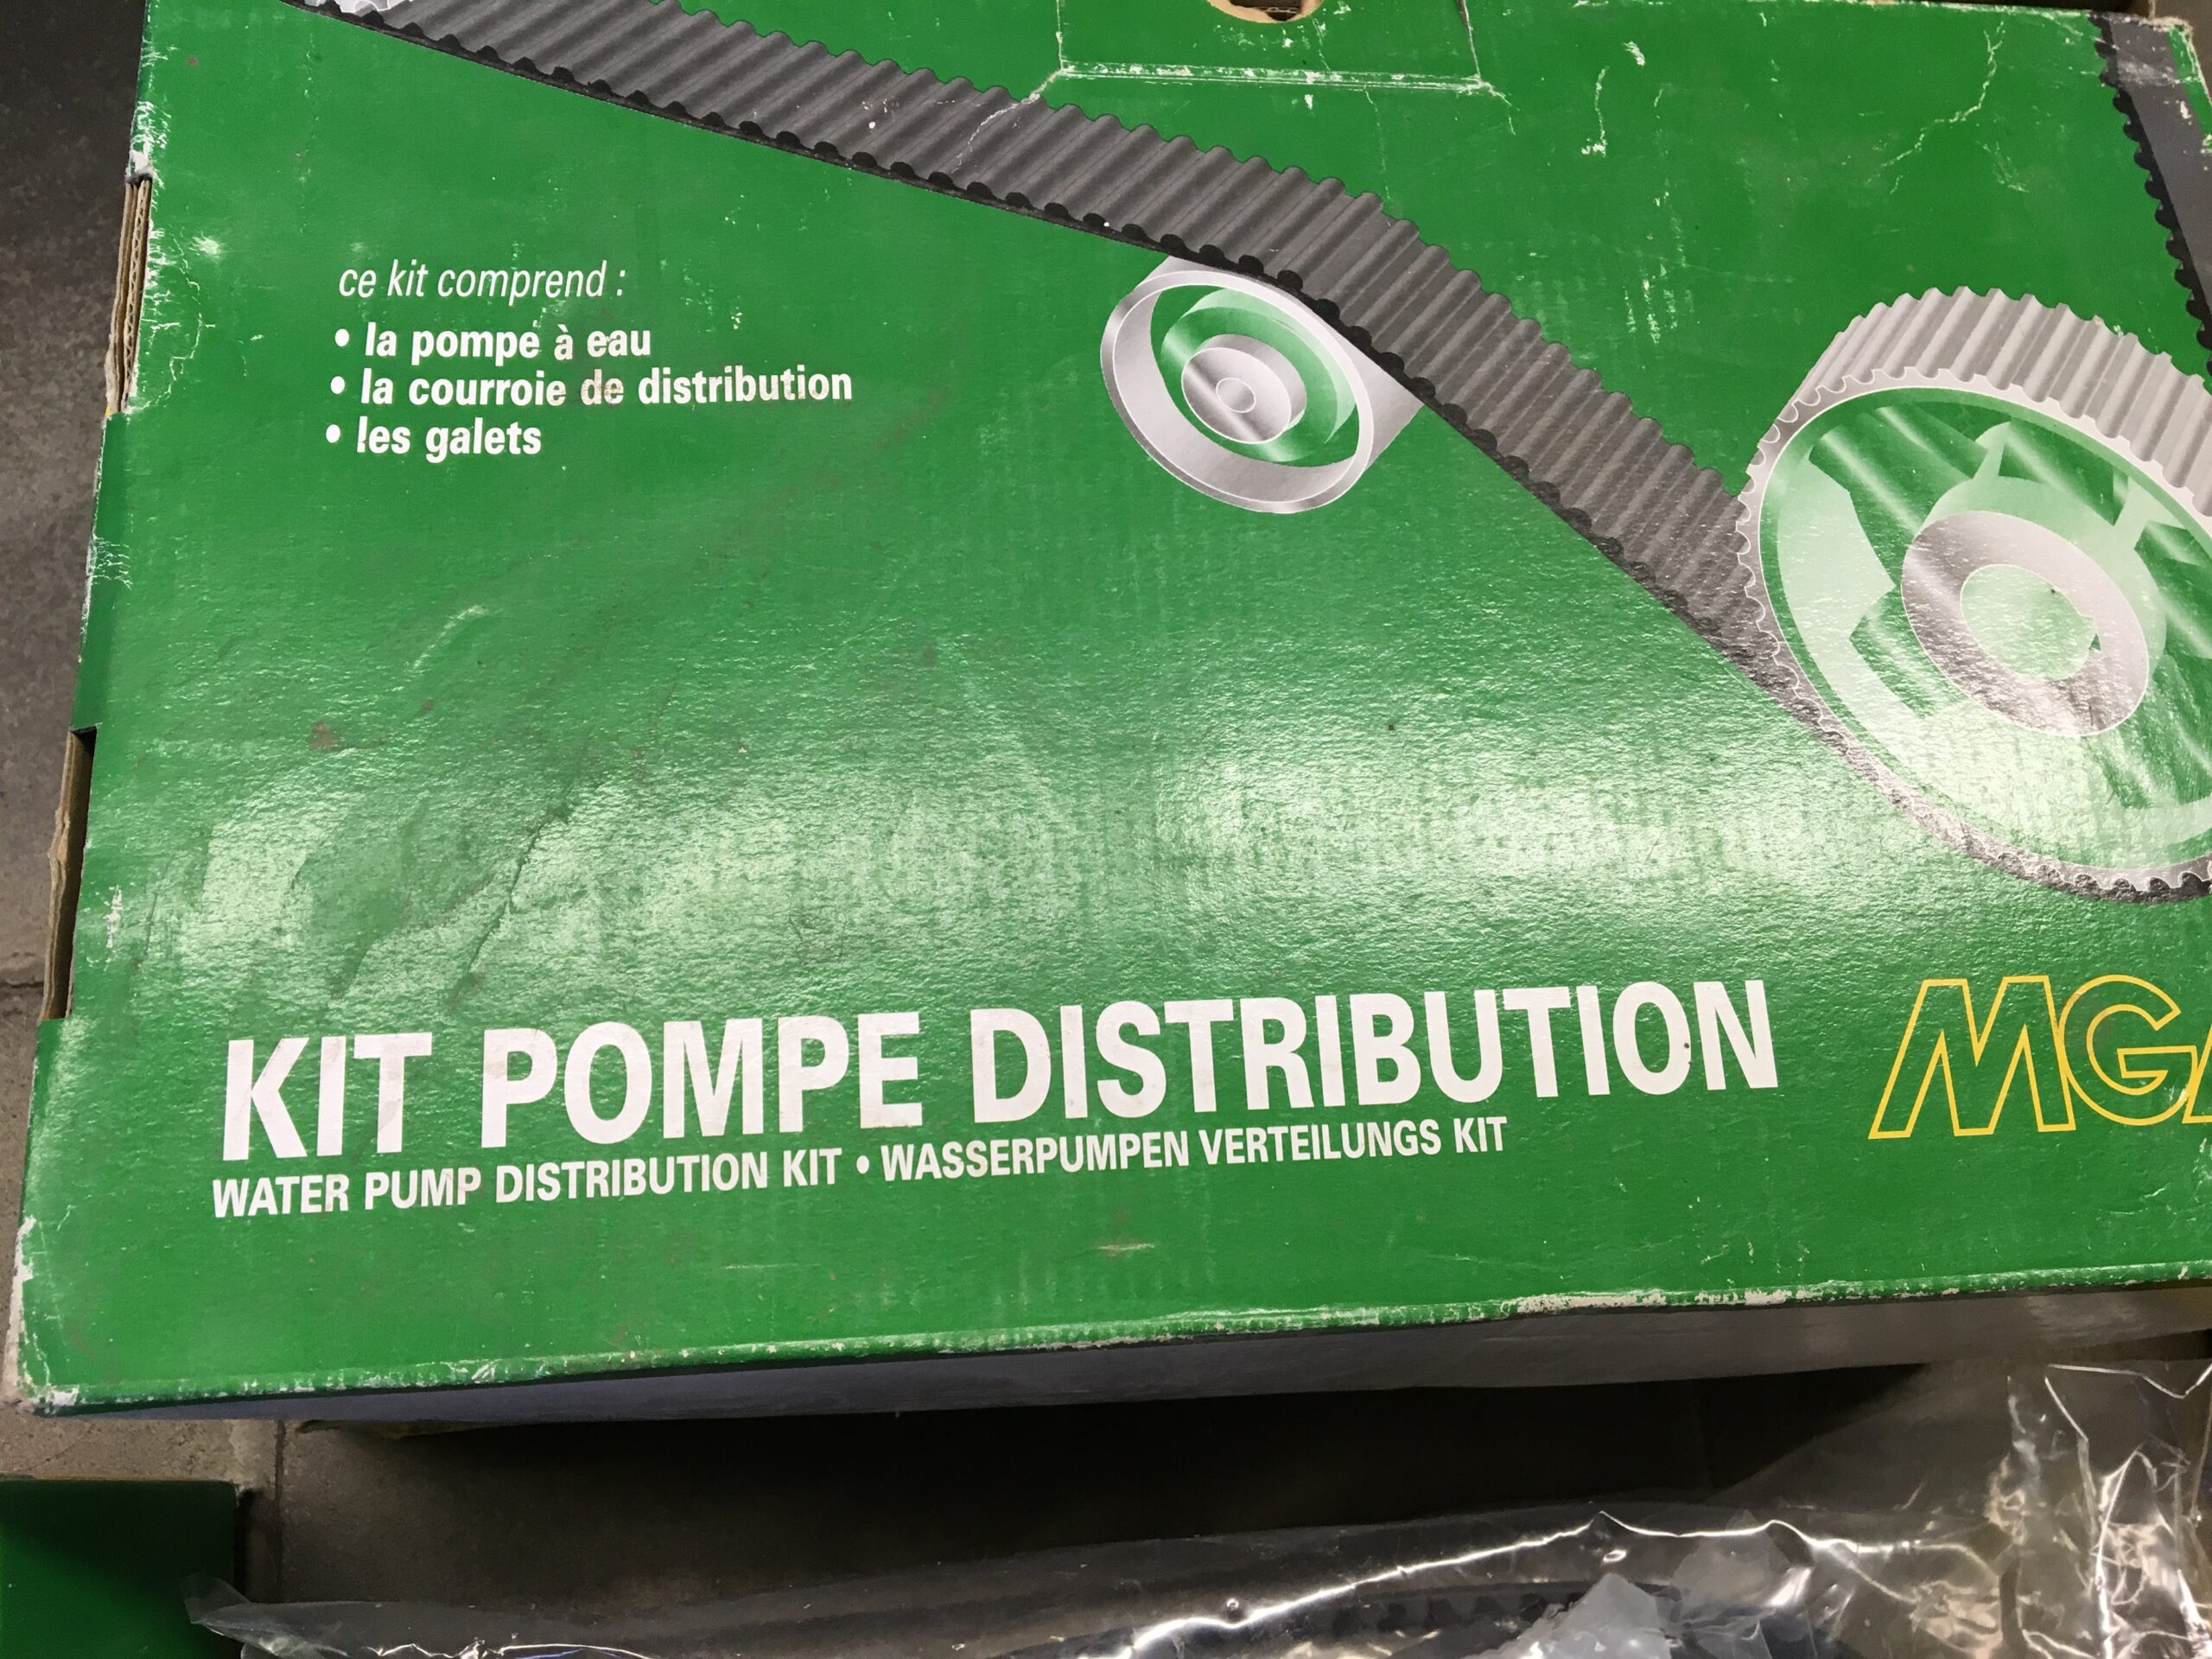 ce kit comprend :
• la pompe à eau
• la courroie de distribution
• les galets
KIT POMPE DISTRIBUTION
WATER PUMP DISTRIBUTION KIT • WASSERPUMPEN VERTEILUNGS KIT